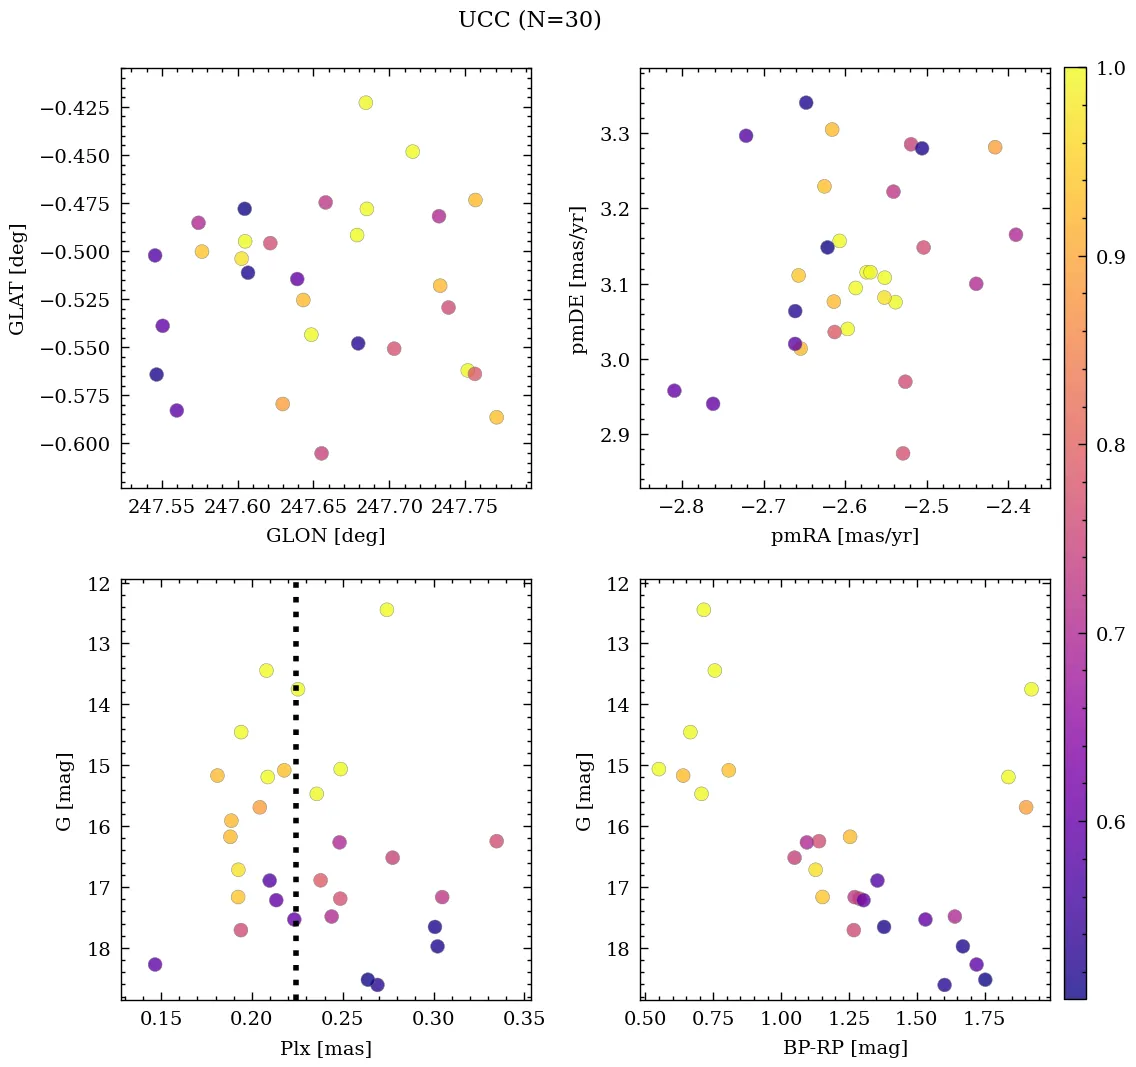 UCC (N=30)
−0.425
−0.450
−0.475
−0.500
−0.525
−0.550
−0.575
−0.600
GLAT [deg]
247.55 247.60 247.65 247.70 247.75
GLON [deg]
3.3
3.2
3.1
3.0
2.9
pmDE [mas/yr]
−2.8 −2.7 −2.6 −2.5 −2.4
pmRA [mas/yr]
1.0
0.9
0.8
0.7
0.6
12
13
14
15
16
17
18
G [mag]
0.15 0.20 0.25 0.30 0.35
Plx [mas]
12
13
14
15
16
17
18
G [mag]
0.50 0.75 1.00 1.25 1.50 1.75
BP-RP [mag]